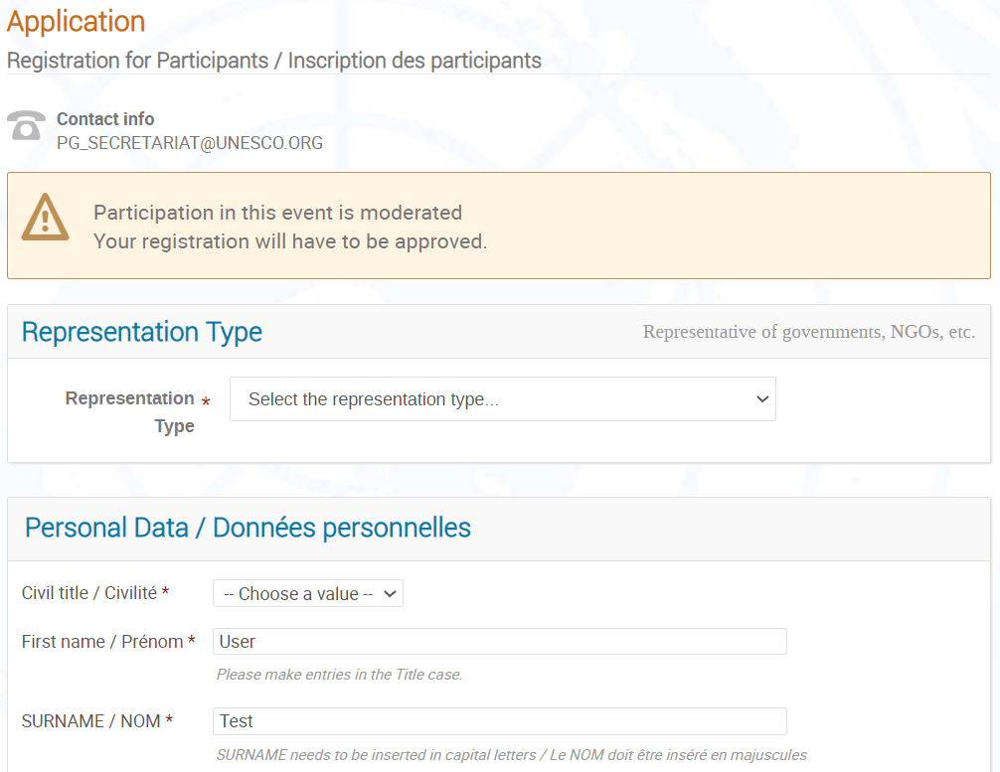 Application
Registration for Participants / Inscription des participants
Contact info
PG_SECRETARIAT@UNESCO.ORG
Participation in this event is moderated
Your registration will have to be approved.
Representation Type
Representative of governments, NGOs, etc.
Representation *
Type
Select the representation type...
Personal Data / Données personnelles
Civil title / Civilité *
-- Choose a value --
First name / Prénom *
User
Please make entries in the Title case.
SURNAME / NOM *
Test
SURNAME needs to be inserted in capital letters / Le NOM doit être inséré en majuscules